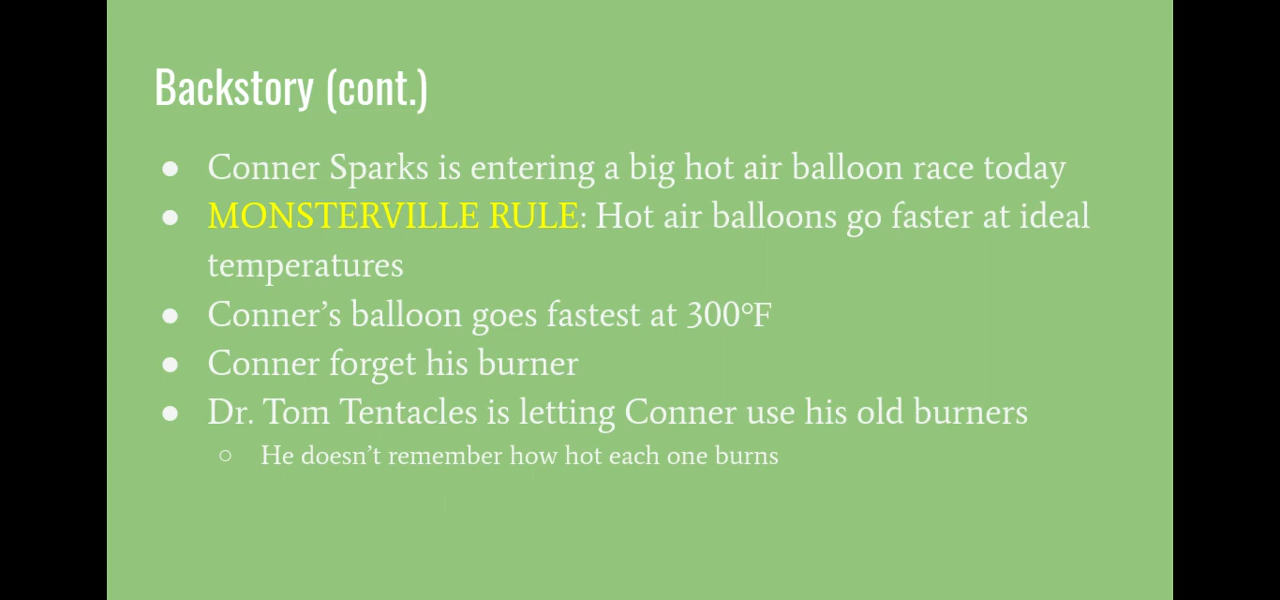 Backstory (cont.)
● Conner Sparks is entering a big hot air balloon race today
● MONSTERVILLE RULE: Hot air balloons go faster at ideal
temperatures
● Conner’s balloon goes fastest at 300°F
● Conner forget his burner
● Dr. Tom Tentacles is letting Conner use his old burners
○ He doesn’t remember how hot each one burns